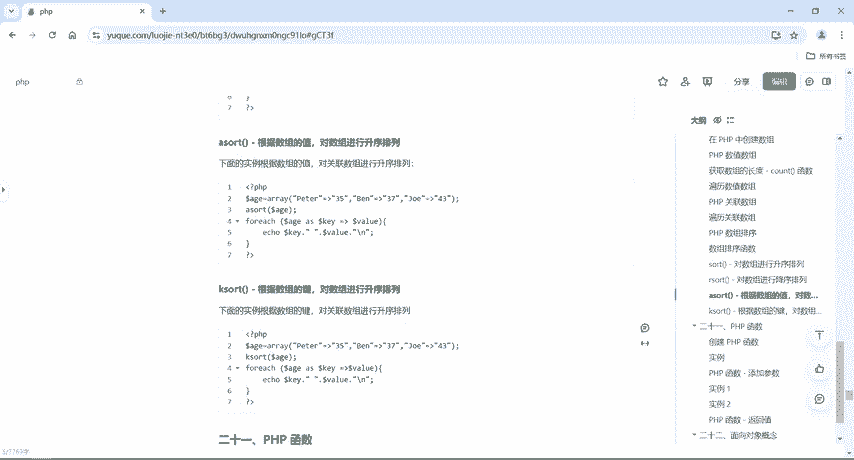 php
yuque.com/luojie-nt3e0/bt6bg3/dwuhgnxm0ngc91lo#gCT3f
所有书签
php
分享
编辑
7 ?>
asort() - 根据数组的值，对数组进行升序排列
下面的实例根据数组的值，对关联数组进行升序排列：
1 <?php
2 $age=array("Peter"=>"35","Ben"=>"37","Joe"=>"43");
3 asort($age);
4 foreach ($age as $key => $value){
5 echo $key." ".$value."\n";
6 }
7 ?>
ksort() - 根据数组的键，对数组进行升序排列
下面的实例根据数组的键，对关联数组进行升序排列
1 <?php
2 $age=array("Peter"=>"35","Ben"=>"37","Joe"=>"43");
3 ksort($age);
4 foreach ($age as $key =>$value){
5 echo $key." ".$value."\n";
6 }
7 ?>
二十一、PHP 函数
大纲
在 PHP 中创建数组
PHP 数值数组
获取数组的长度 - count() 函数
遍历数值数组
PHP 关联数组
遍历关联数组
PHP 数组排序
数组排序函数
sort() - 对数组进行升序排列
rsort() - 对数组进行降序排列
asort() - 根据数组的值，对数...
ksort() - 根据数组的键，对数组...
二十一、PHP 函数
创建 PHP 函数
实例
PHP 函数 - 添加参数
实例 1
实例 2
PHP 函数 - 返回值
二十二、面向对象概念